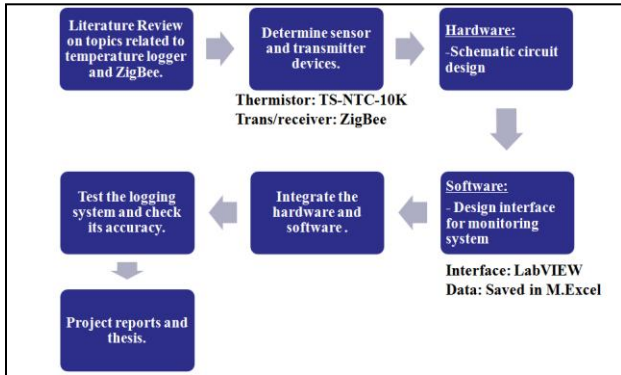 Literature Review
on topics related to
temperature logger
and ZigBee.
Determine sensor
and transmitter
devices.
Thermistor: TS-NTC-10K
Trans/receiver: ZigBee
Hardware:
-Schematic circuit
design
Software:
- Design interface
for monitoring
system
Interface: LabVIEW
Data: Saved in M.Excel
Integrate the
hardware and
software .
Test the logging
system and check
its accuracy.
Project reports and
thesis.